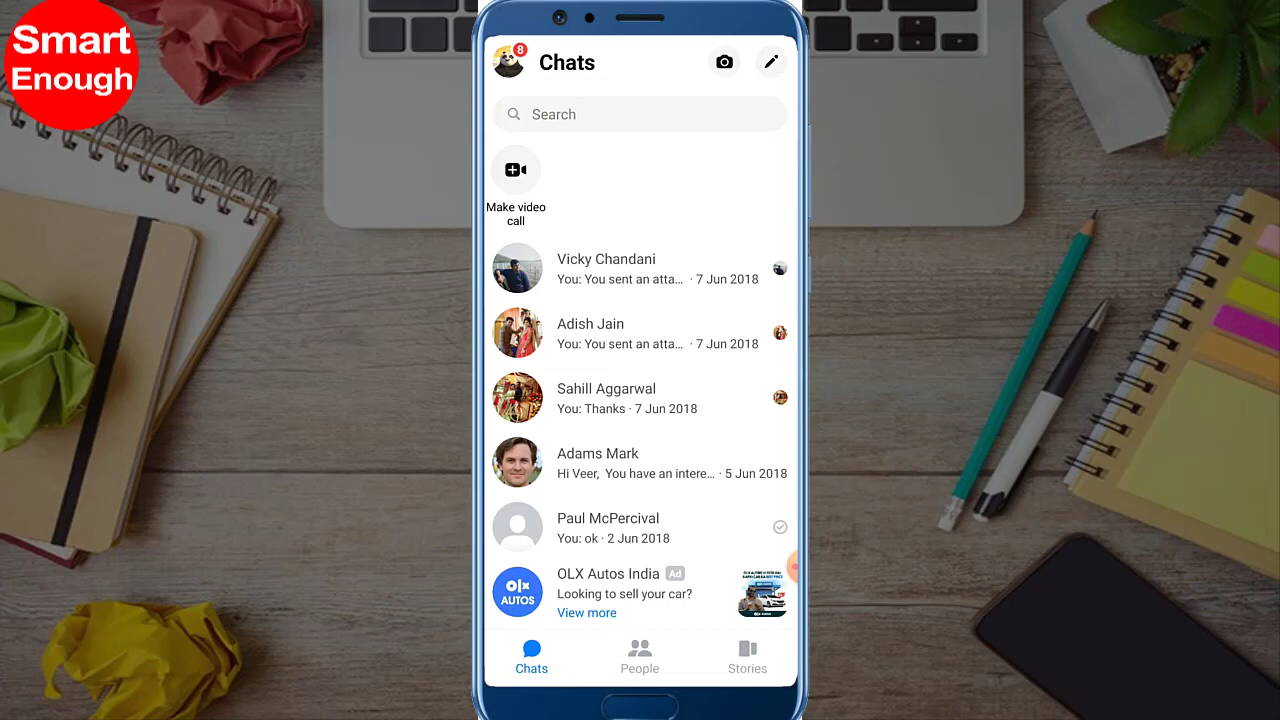 Smart
Enough
8
Chats
Search
Make video
call
Vicky Chandani
You: You sent an atta... · 7 Jun 2018
Adish Jain
You: You sent an atta... · 7 Jun 2018
Sahill Aggarwal
You: Thanks · 7 Jun 2018
Adams Mark
Hi Veer, You have an intere... · 5 Jun 2018
Paul McPercival
You: ok · 2 Jun 2018
OLX Autos India Ad
Looking to sell your car?
View more
olx
AUTOS
Chats
People
Stories